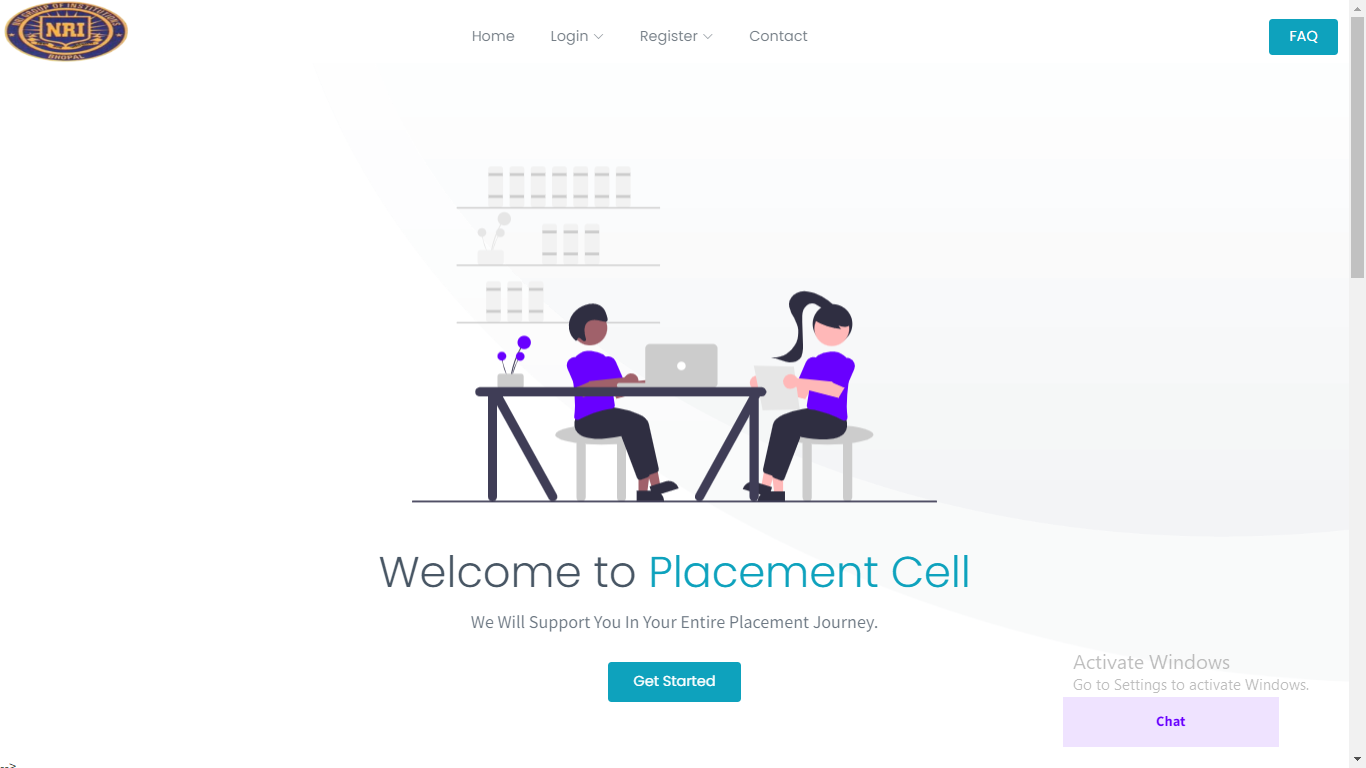 NRI GROUP OF INSTITUTIONS
NRI
BHOPAL
Home Login Register Contact
FAQ
Welcome to Placement Cell
We Will Support You In Your Entire Placement Journey.
Get Started
Activate Windows
Go to Settings to activate Windows.
Chat
-->